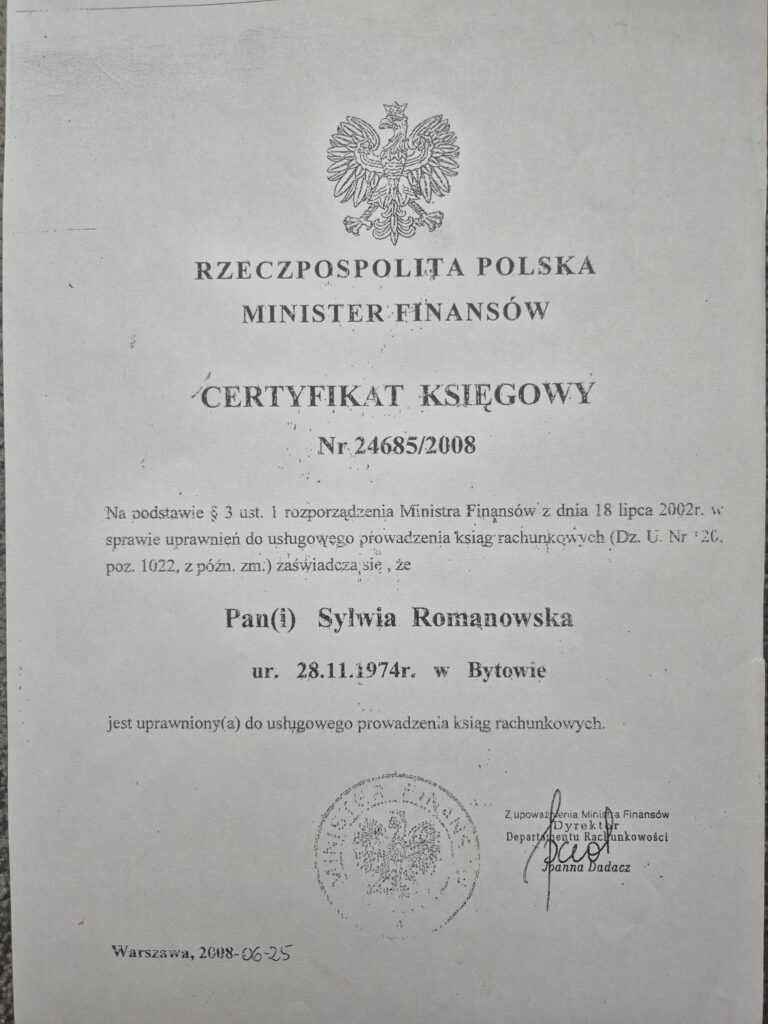 RZECZPOSPOLITA POLSKA
MINISTER FINANSÓW
CERTYFIKAT KSIĘGOWY
Nr 24685/2008
Na podstawie § 3 ust. 1 rozporządzenia Ministra Finansów z dnia 18 lipca 2002r. w
sprawie uprawnień do usługowego prowadzenia ksiąg rachunkowych (Dz. U. Nr
poz. 1022, z późn. zm.) zaświadcza się , że
Pan(i) Sylwia Romanowska
ur. 28.11.1974r. w Bytowie
jest uprawniony(a) do usługowego prowadzenia ksiąg rachunkowych.
MINISTER FINANSÓW
Z upoważnienia Ministra Finansów
Dyrektor
Departamentu Rachunkowości
Joanna Dadacz
Warszawa, 2008-06-25